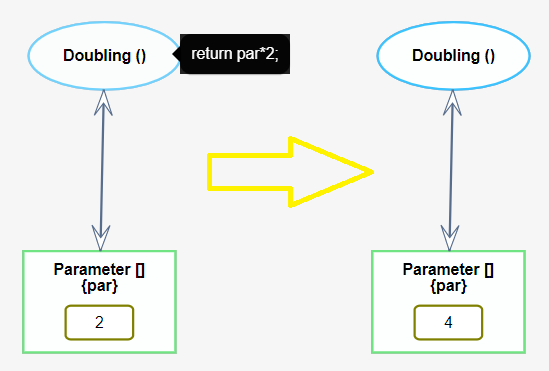 Doubling ()
return par*2;
Doubling ()
Parameter []
{par}
2
Parameter []
{par}
4